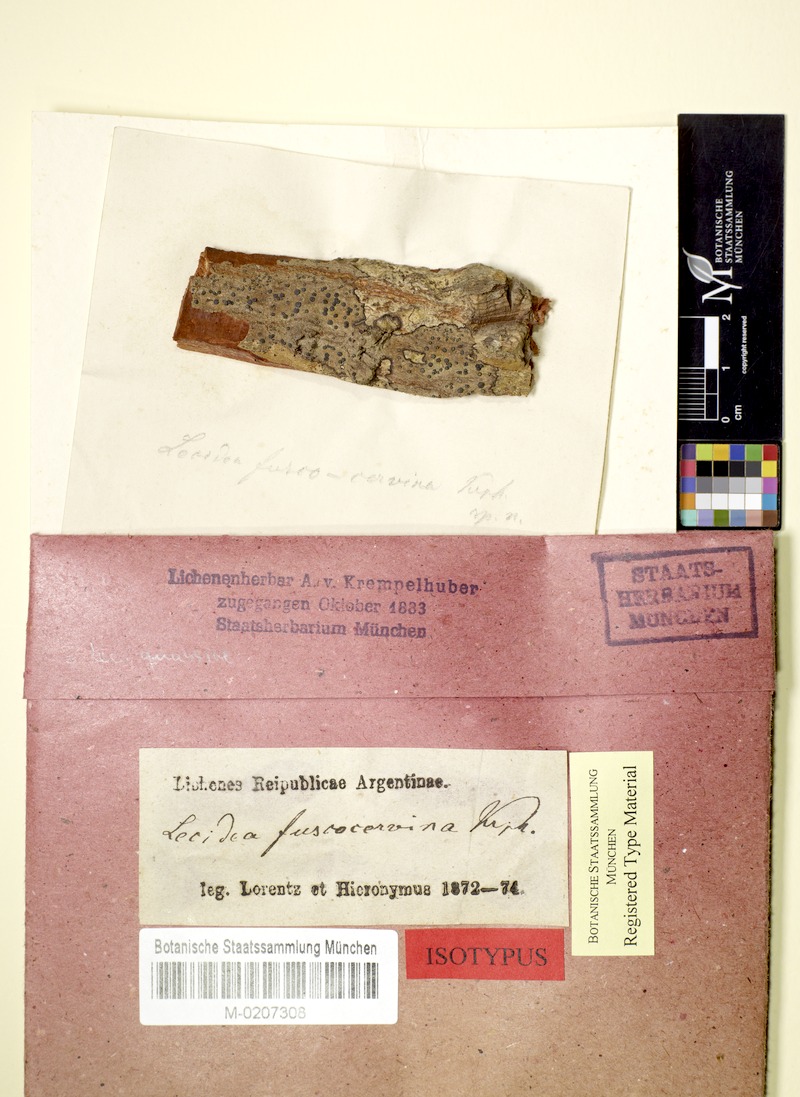 BOTANISCHE
STAATSSAMMLUNG
MÜNCHEN
0 1 2
cm
copyright reserved
Lecidea fusco-cervina Krph.
sp. n.
Lichenenherbar A. v. Krempelhuber
zugegangen Oktober 1883
Staatsherbarium München
STAATS-
HERBARIUM
MÜNCHEN
Lichenes Reipublicae Argentinae.
Lecidea fuscocervina Krph.
leg. Lorentz et Hieronymus 1872—74.
BOTANISCHE STAATSSAMMLUNG
MÜNCHEN
Registered Type Material
Botanische Staatssammlung München
M-0207308
ISOTYPUS